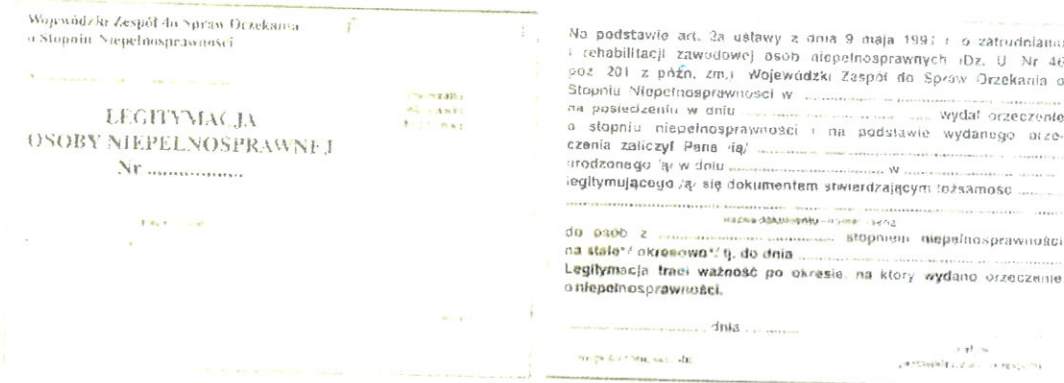 Wojewódzki Zespół do Spraw Orzekania
o Stopniu Niepełnosprawności
LEGITYMACJA
OSOBY NIEPEŁNOSPRAWNEJ
Nr ................
Na podstawie art. 2a ustawy z dnia 9 maja 1991 r o zatrudnianiu
i rehabilitacji zawodowej osób niepełnosprawnych (Dz. U Nr 46
poz 201 z późn. zm.) Wojewódzki Zespół do Spraw Orzekania o
Stopniu Niepełnosprawności w ................
na posiedzeniu w dniu ................ wydał orzeczenie
o stopniu niepełnosprawności i na podstawie wydanego orze-
czenia zaliczył Pana /ią/ ................
urodzonego /ą/ w dniu ................ w ................
legitymującego /ą/ się dokumentem stwierdzającym tożsamość ........
do osób z ................ stopniem niepełnosprawności
na stałe*/ okresowo*/ tj. do dnia ................
Legitymacja traci ważność po okresie, na który wydano orzeczenie
o niepełnosprawności.
................ dnia ................